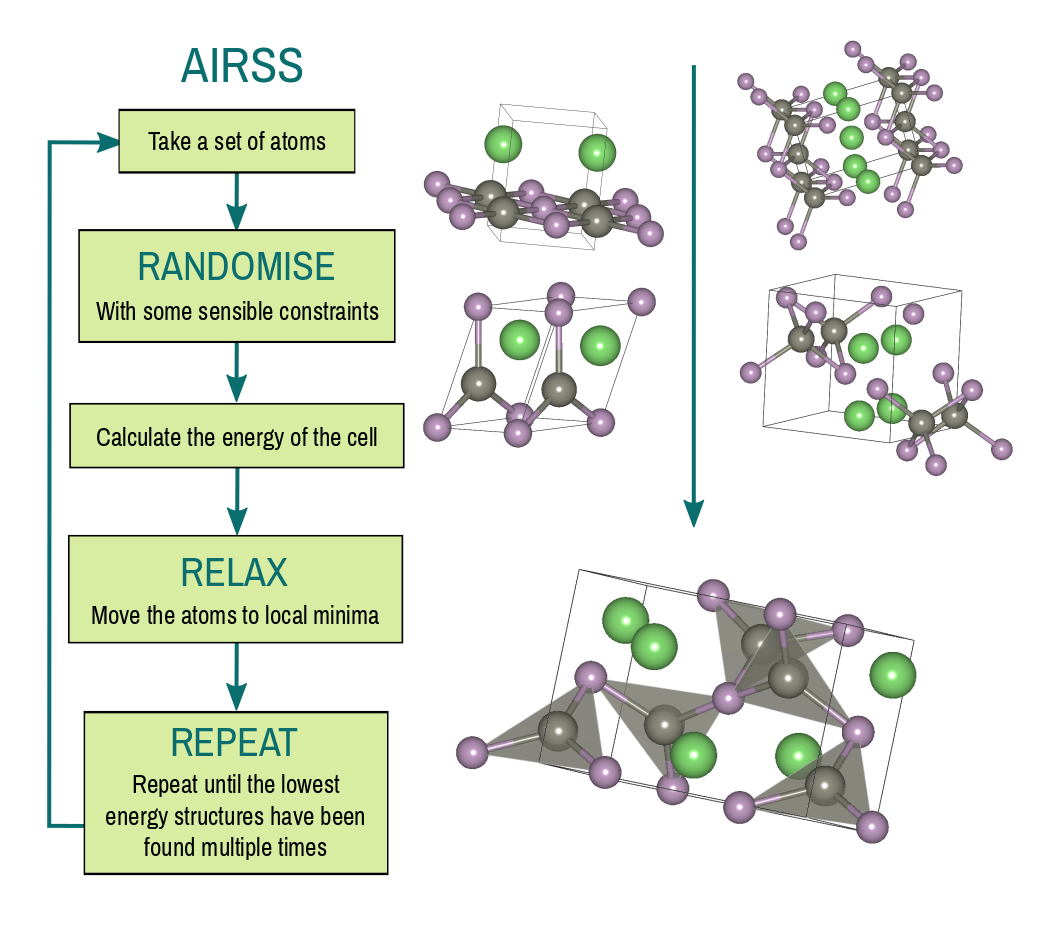 AIRSS
Take a set of atoms
RANDOMISE
With some sensible constraints
Calculate the energy of the cell
RELAX
Move the atoms to local minima
REPEAT
Repeat until the lowest
energy structures have been
found multiple times